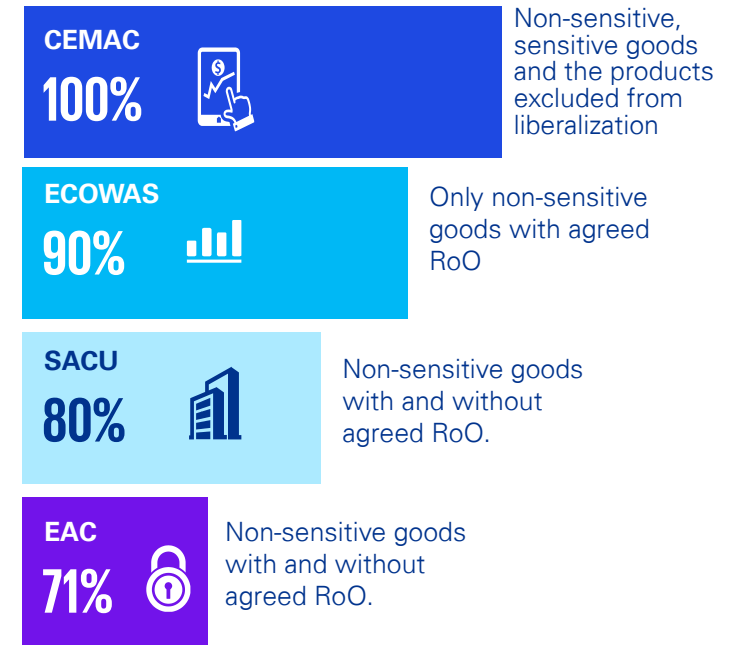 CEMAC
100%
Non-sensitive,
sensitive goods
and the products
excluded from
liberalization
ECOWAS
90%
Only non-sensitive
goods with agreed
RoO
SACU
80%
Non-sensitive goods
with and without
agreed RoO.
EAC
71%
Non-sensitive goods
with and without
agreed RoO.